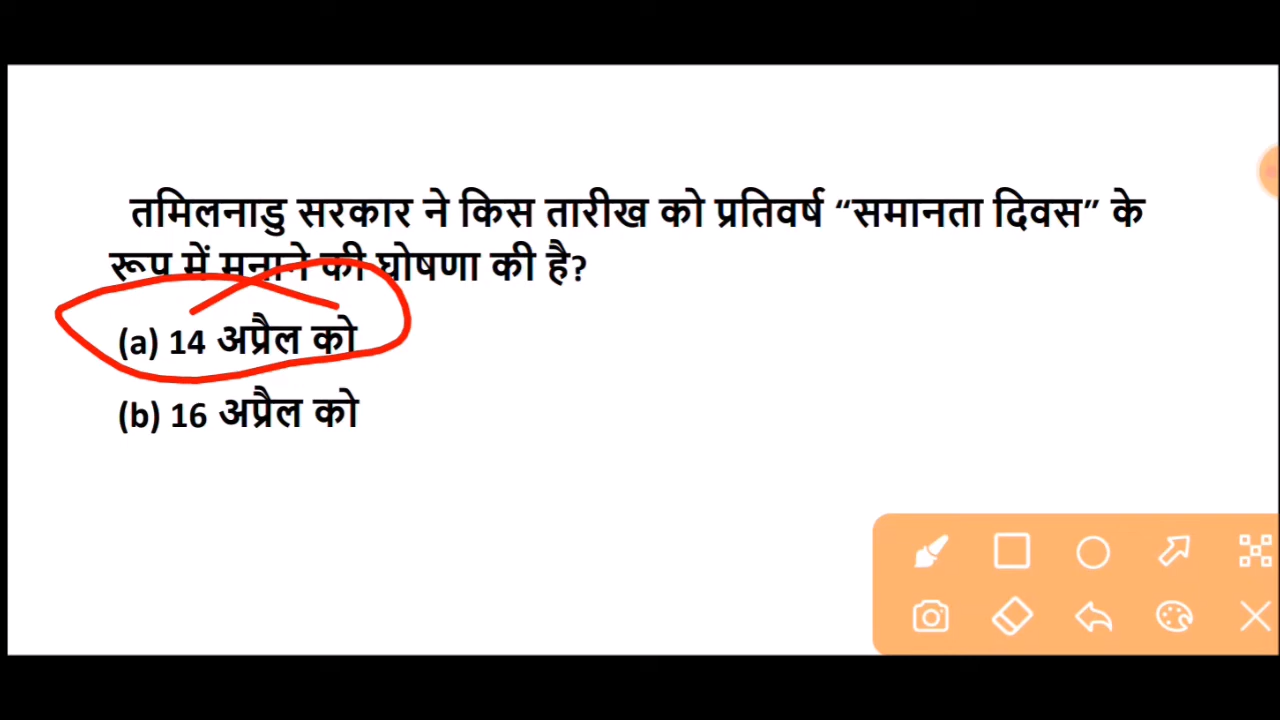 तमिलनाडु सरकार ने किस तारीख को प्रतिवर्ष “समानता दिवस” के
रूप में मनाने की घोषणा की है?
(a) 14 अप्रैल को
(b) 16 अप्रैल को